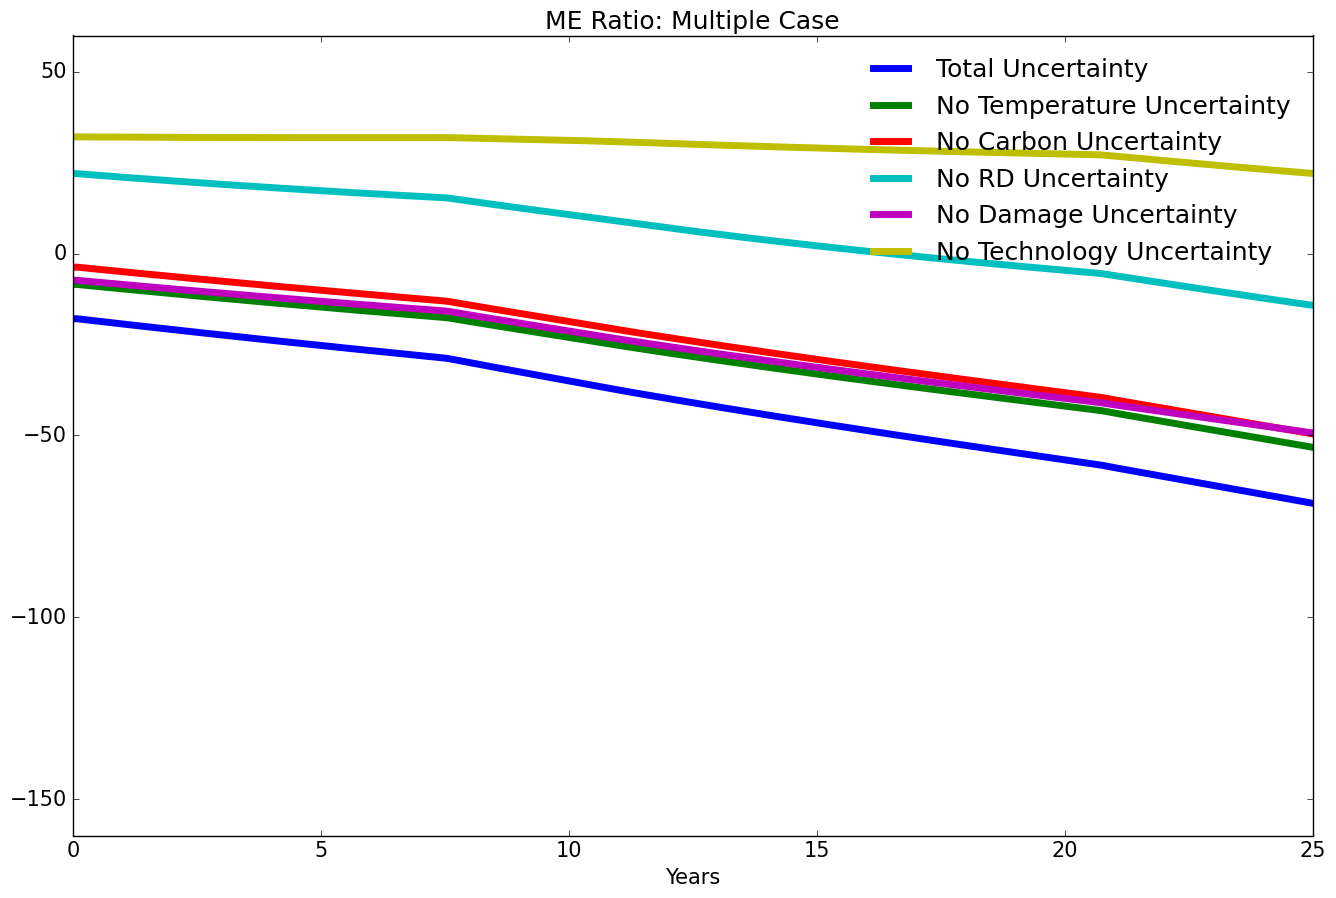 ME Ratio: Multiple Case
50
0
−50
−100
−150
Total Uncertainty
No Temperature Uncertainty
No Carbon Uncertainty
No RD Uncertainty
No Damage Uncertainty
No Technology Uncertainty
0 5 10 15 20 25
Years